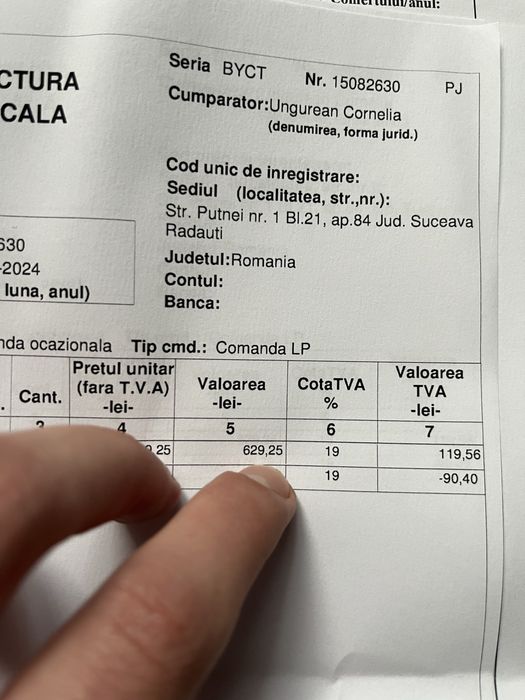 Comertului/anul:
CTURA
CALA
Seria BYCT Nr. 15082630 PJ
Cumparator:Ungurean Cornelia
(denumirea, forma jurid.)
Cod unic de inregistrare:
Sediul (localitatea, str.,nr.):
Str. Putnei nr. 1 Bl.21, ap.84 Jud. Suceava
Radauti
Judetul:Romania
Contul:
Banca:
630
-2024
luna, anul)
nda ocazionala Tip cmd.: Comanda LP
. Cant.
Pretul unitar
(fara T.V.A)
-lei-
Valoarea
-lei-
CotaTVA
%
Valoarea
TVA
-lei-
3 4 5 6 7
25 629,25 19 119,56
19 -90,40